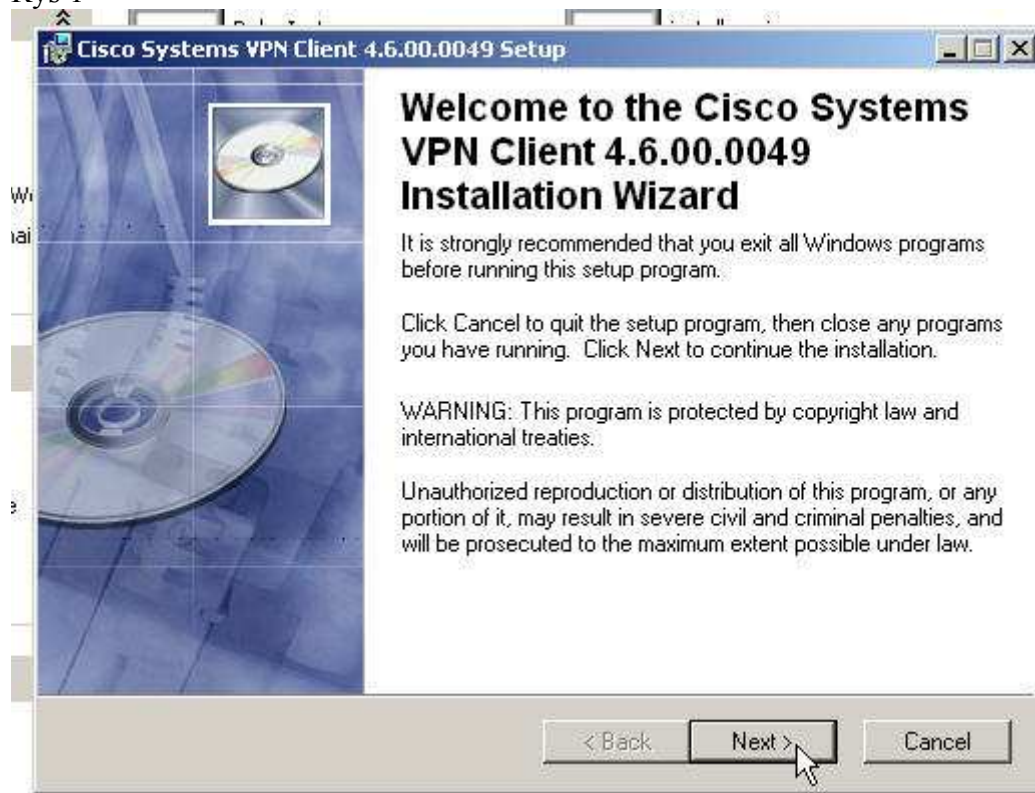 Cisco Systems VPN Client 4.6.00.0049 Setup
Welcome to the Cisco Systems
VPN Client 4.6.00.0049
Installation Wizard
It is strongly recommended that you exit all Windows programs
before running this setup program.
Click Cancel to quit the setup program, then close any programs
you have running. Click Next to continue the installation.
WARNING: This program is protected by copyright law and
international treaties.
Unauthorized reproduction or distribution of this program, or any
portion of it, may result in severe civil and criminal penalties, and
will be prosecuted to the maximum extent possible under law.
< Back
Next >
Cancel